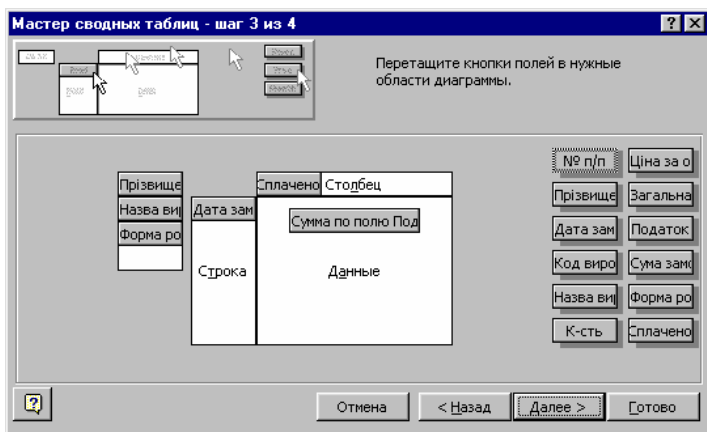 Мастер сводных таблиц - шаг 3 из 4
Перетащите кнопки полей в нужные
области диаграммы.
№ п/п Ціна за о
Прізвище Сплачено Столбец Прізвище Загальна
Назва вир Дата зам
Форма ро Сумма по полю Под Дата зам Податок
Строка Данные Код виро Сума замо
Назва вир Форма ро
К-сть Сплачено
Отмена < Назад Далее > Готово